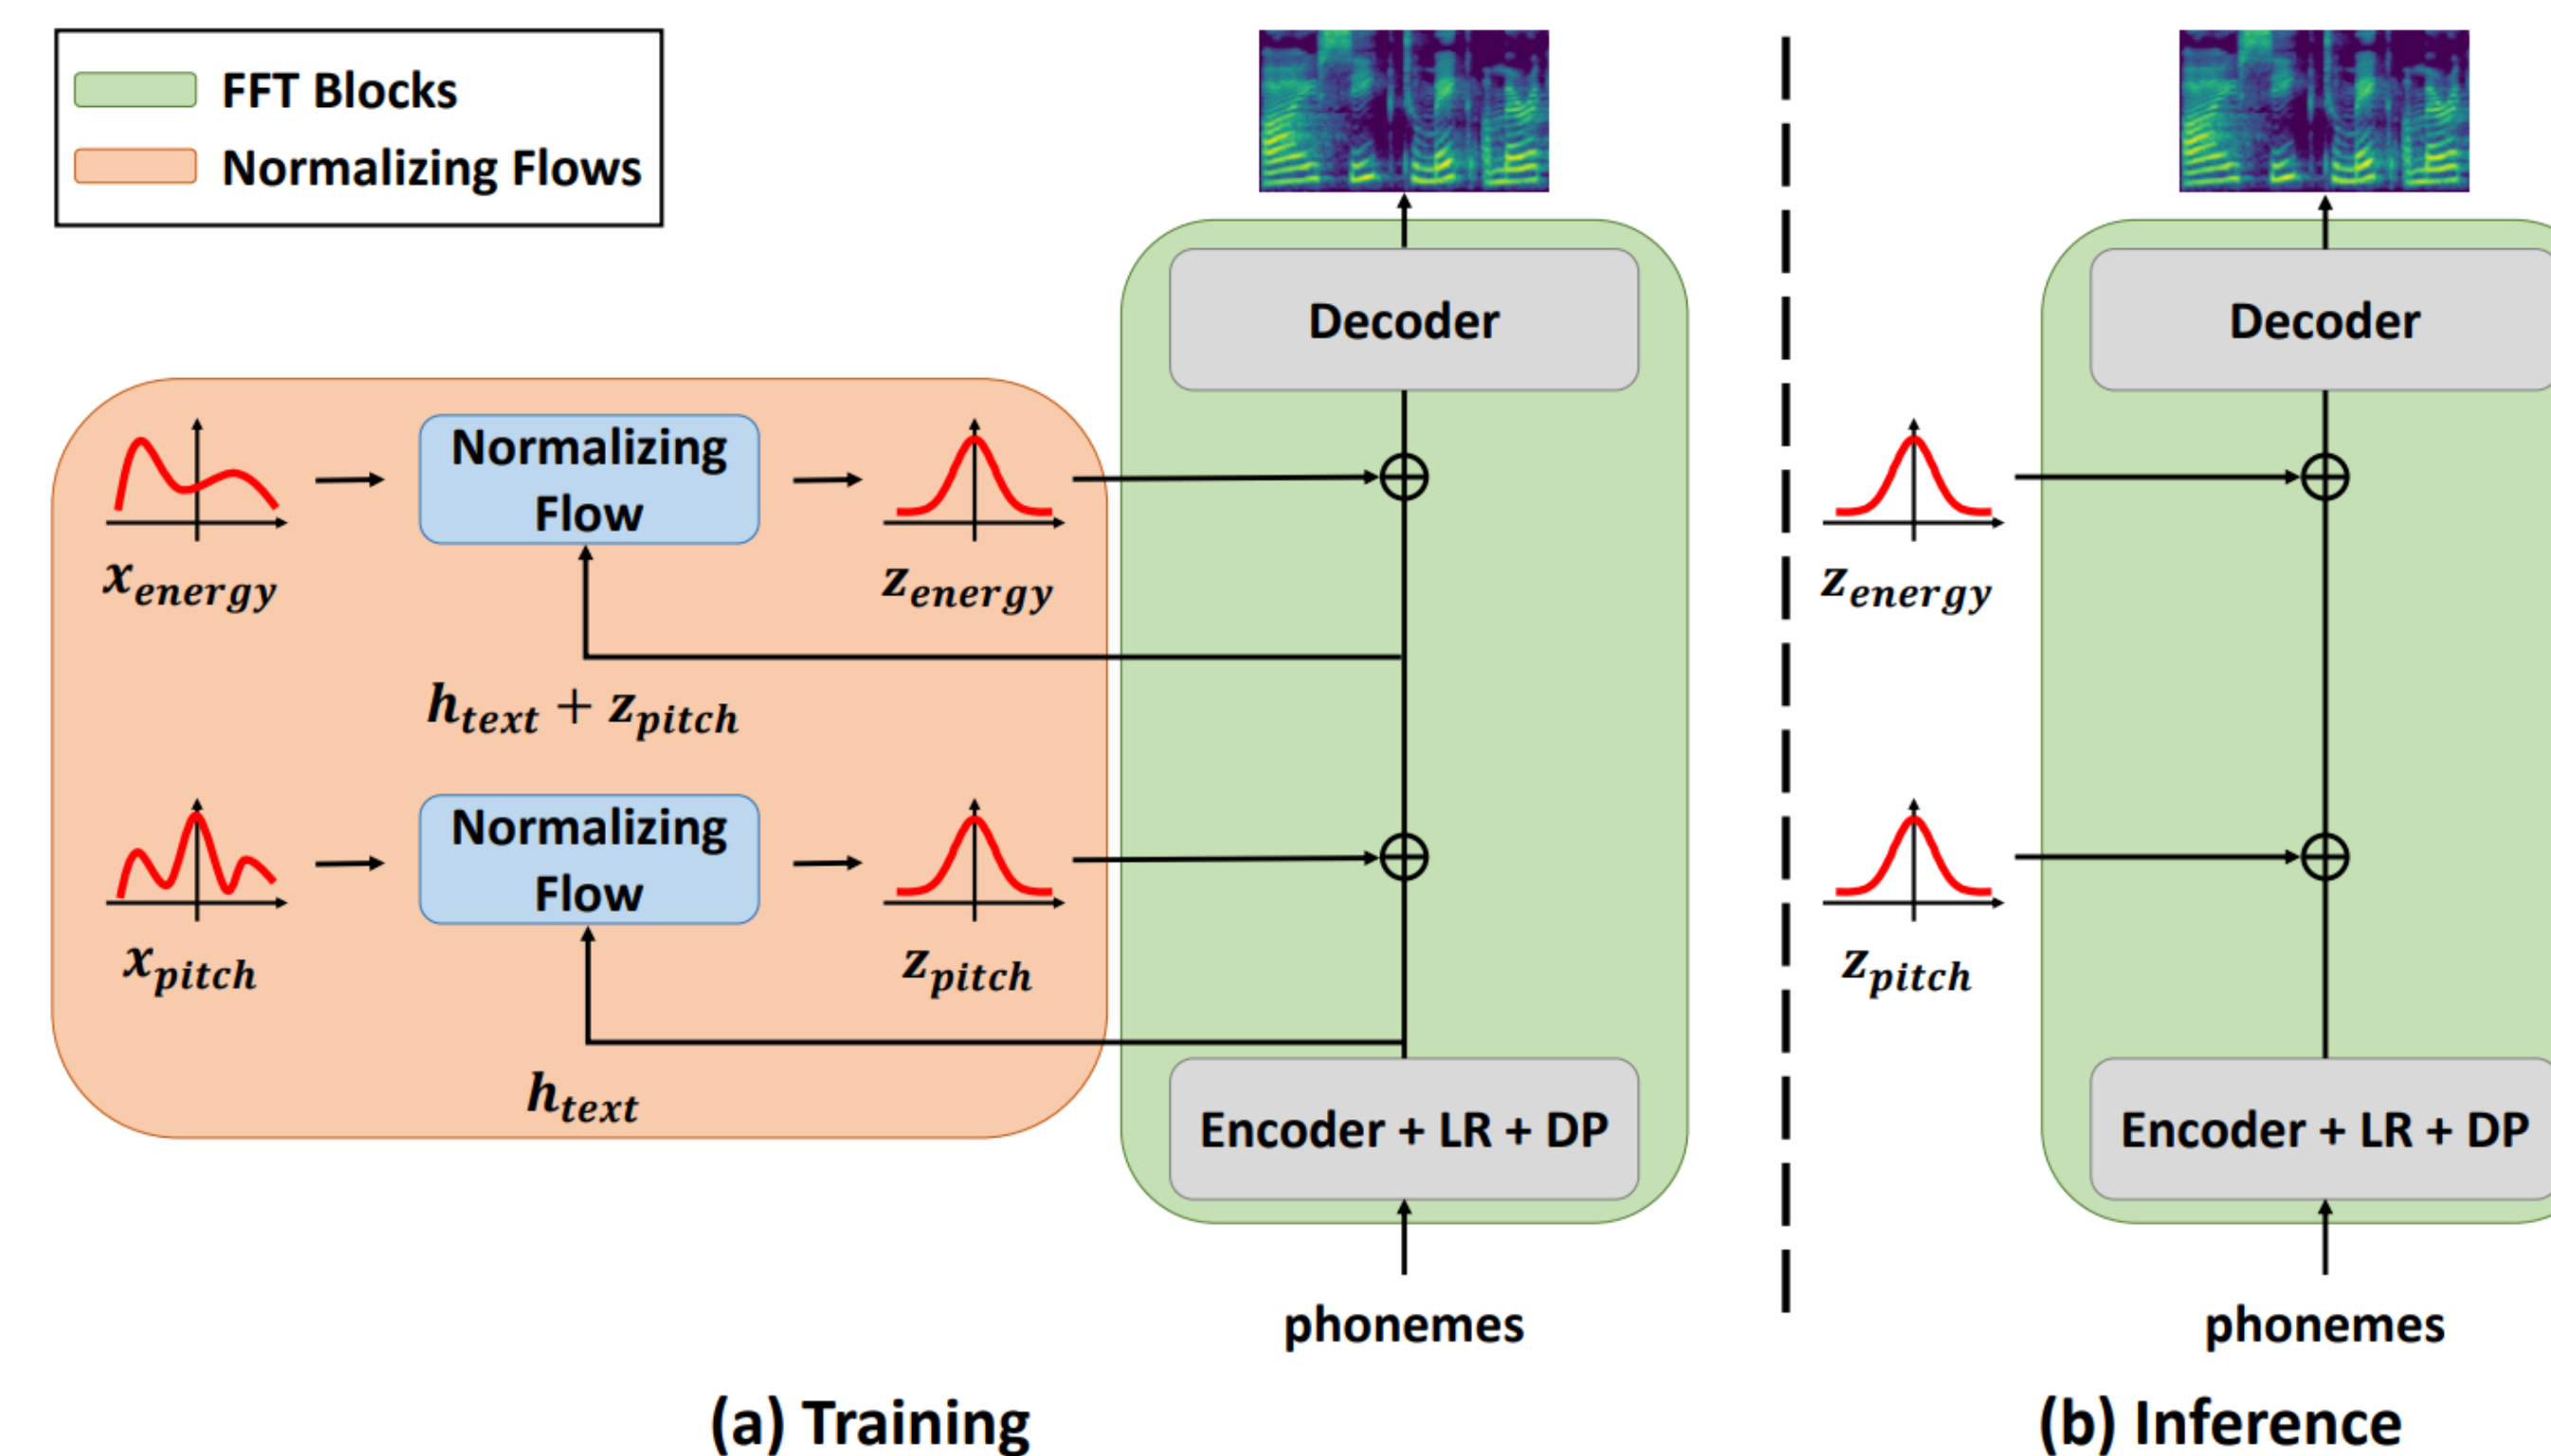 FFT Blocks
Normalizing Flows
Decoder
Normalizing
Flow
x_energy
z_energy
h_text + z_pitch
Normalizing
Flow
x_pitch
z_pitch
h_text
Encoder + LR + DP
phonemes
(a) Training
Decoder
z_energy
z_pitch
Encoder + LR + DP
phonemes
(b) Inference